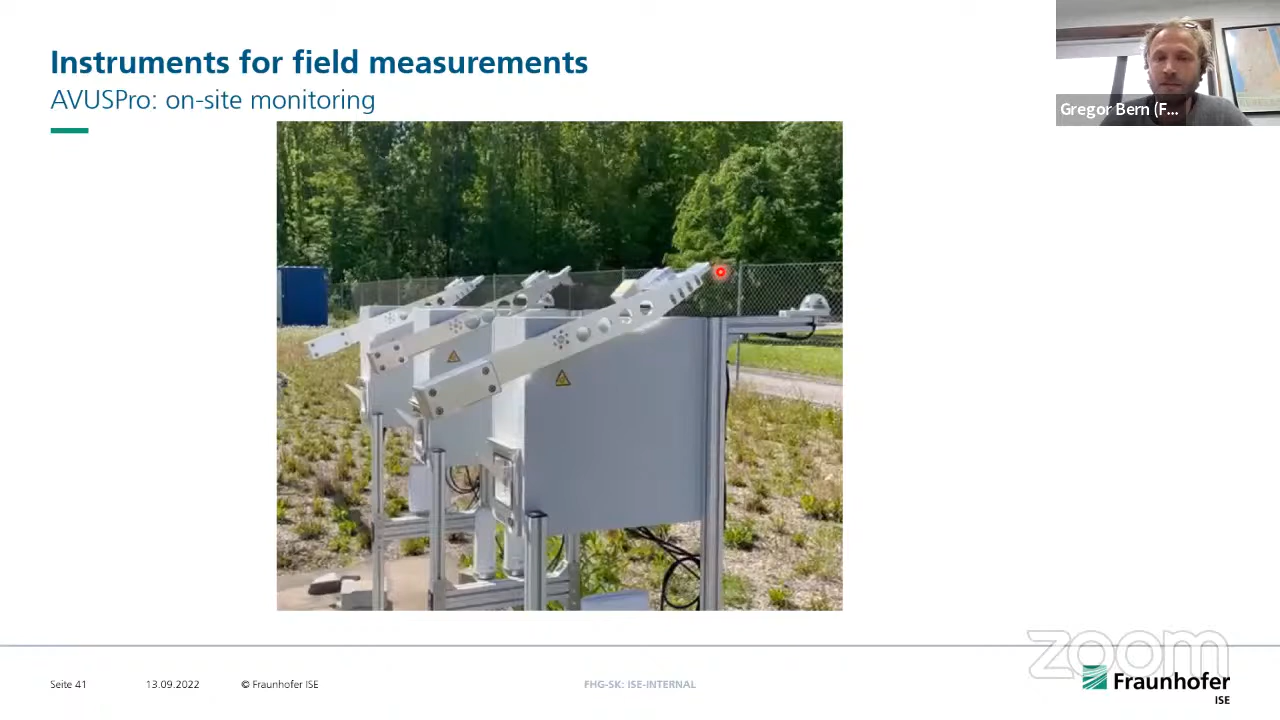 Instruments for field measurements
AVUSPro: on-site monitoring
Gregor Bern (F...
zoom
Seite 41
13.09.2022
© Fraunhofer ISE
FHG-SK: ISE-INTERNAL
Fraunhofer
ISE